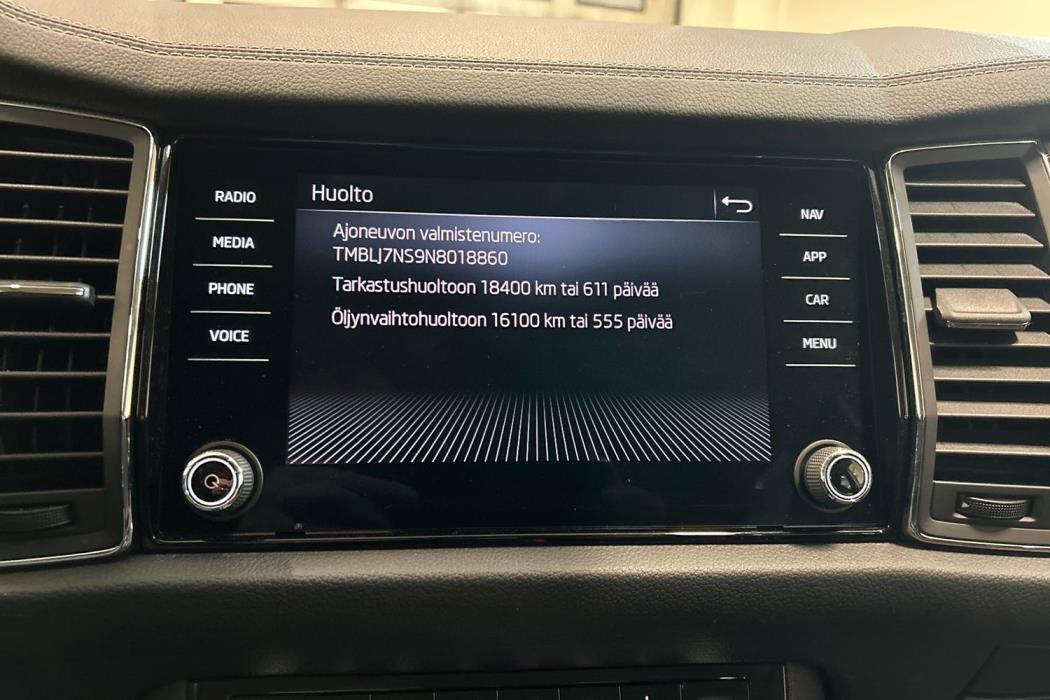 Huolto
Ajoneuvon valmistenumero:
TMBLJ7NS9N8018860
Tarkastushuoltoon 18400 km tai 611 päivää
Öljynvaihtohuoltoon 16100 km tai 555 päivää
RADIO
MEDIA
PHONE
VOICE
NAV
APP
CAR
MENU